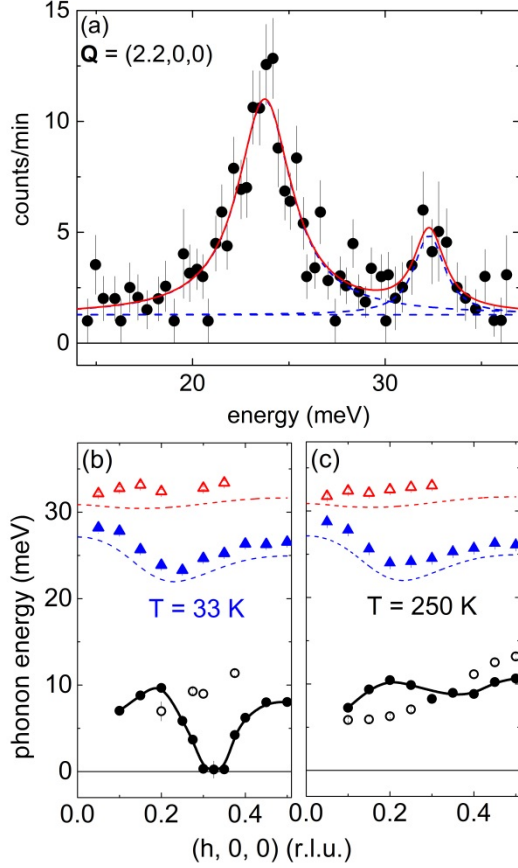 (a)
Q = (2.2,0,0)
15
10
5
0
counts/min
20 30
energy (meV)
(b) (c)
30
20
10
0
phonon energy (meV)
T = 33 K T = 250 K
0.0 0.2 0.4 0.0 0.2 0.4
(h, 0, 0) (r.l.u.)